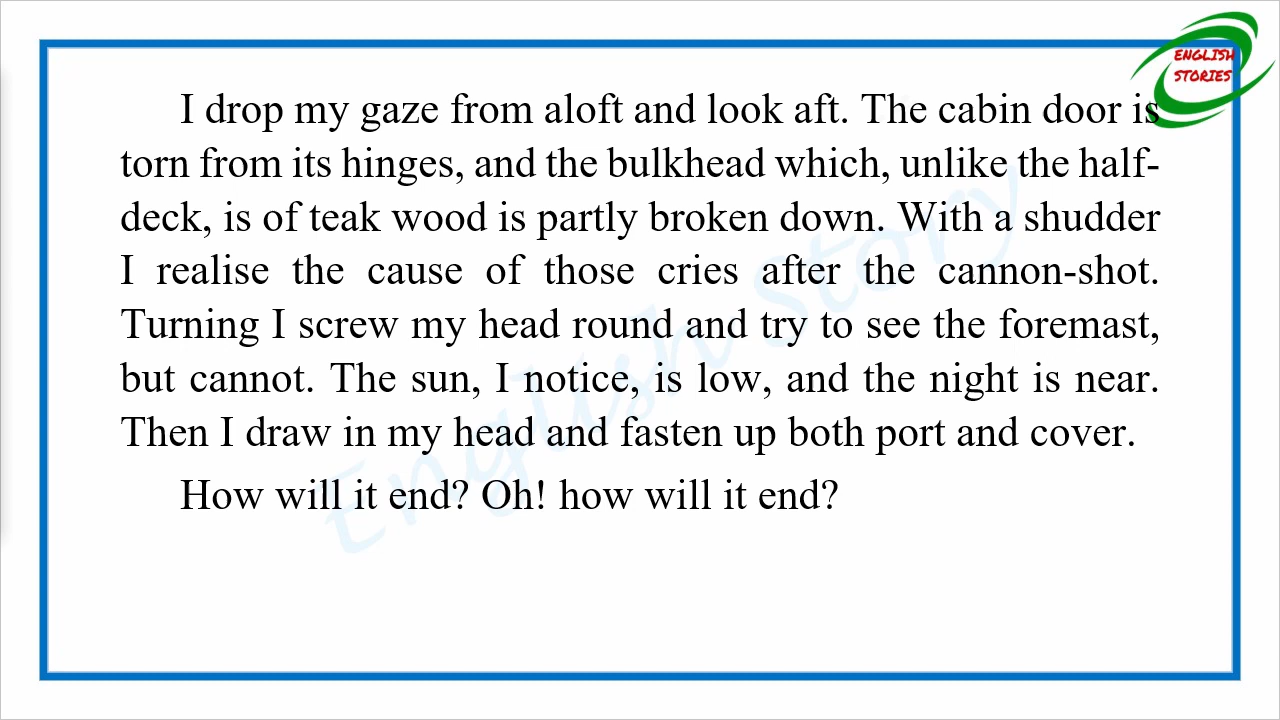 ENGLISH
STORIES
I drop my gaze from aloft and look aft. The cabin door is
torn from its hinges, and the bulkhead which, unlike the half-
deck, is of teak wood is partly broken down. With a shudder
I realise the cause of those cries after the cannon-shot.
Turning I screw my head round and try to see the foremast,
but cannot. The sun, I notice, is low, and the night is near.
Then I draw in my head and fasten up both port and cover.
How will it end? Oh! how will it end?
English Story